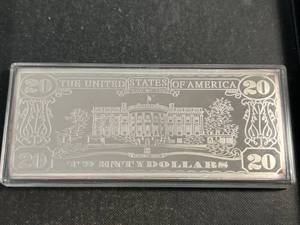 20 THE UNITED STATES OF AMERICA 20
20 TWENTY DOLLARS 20